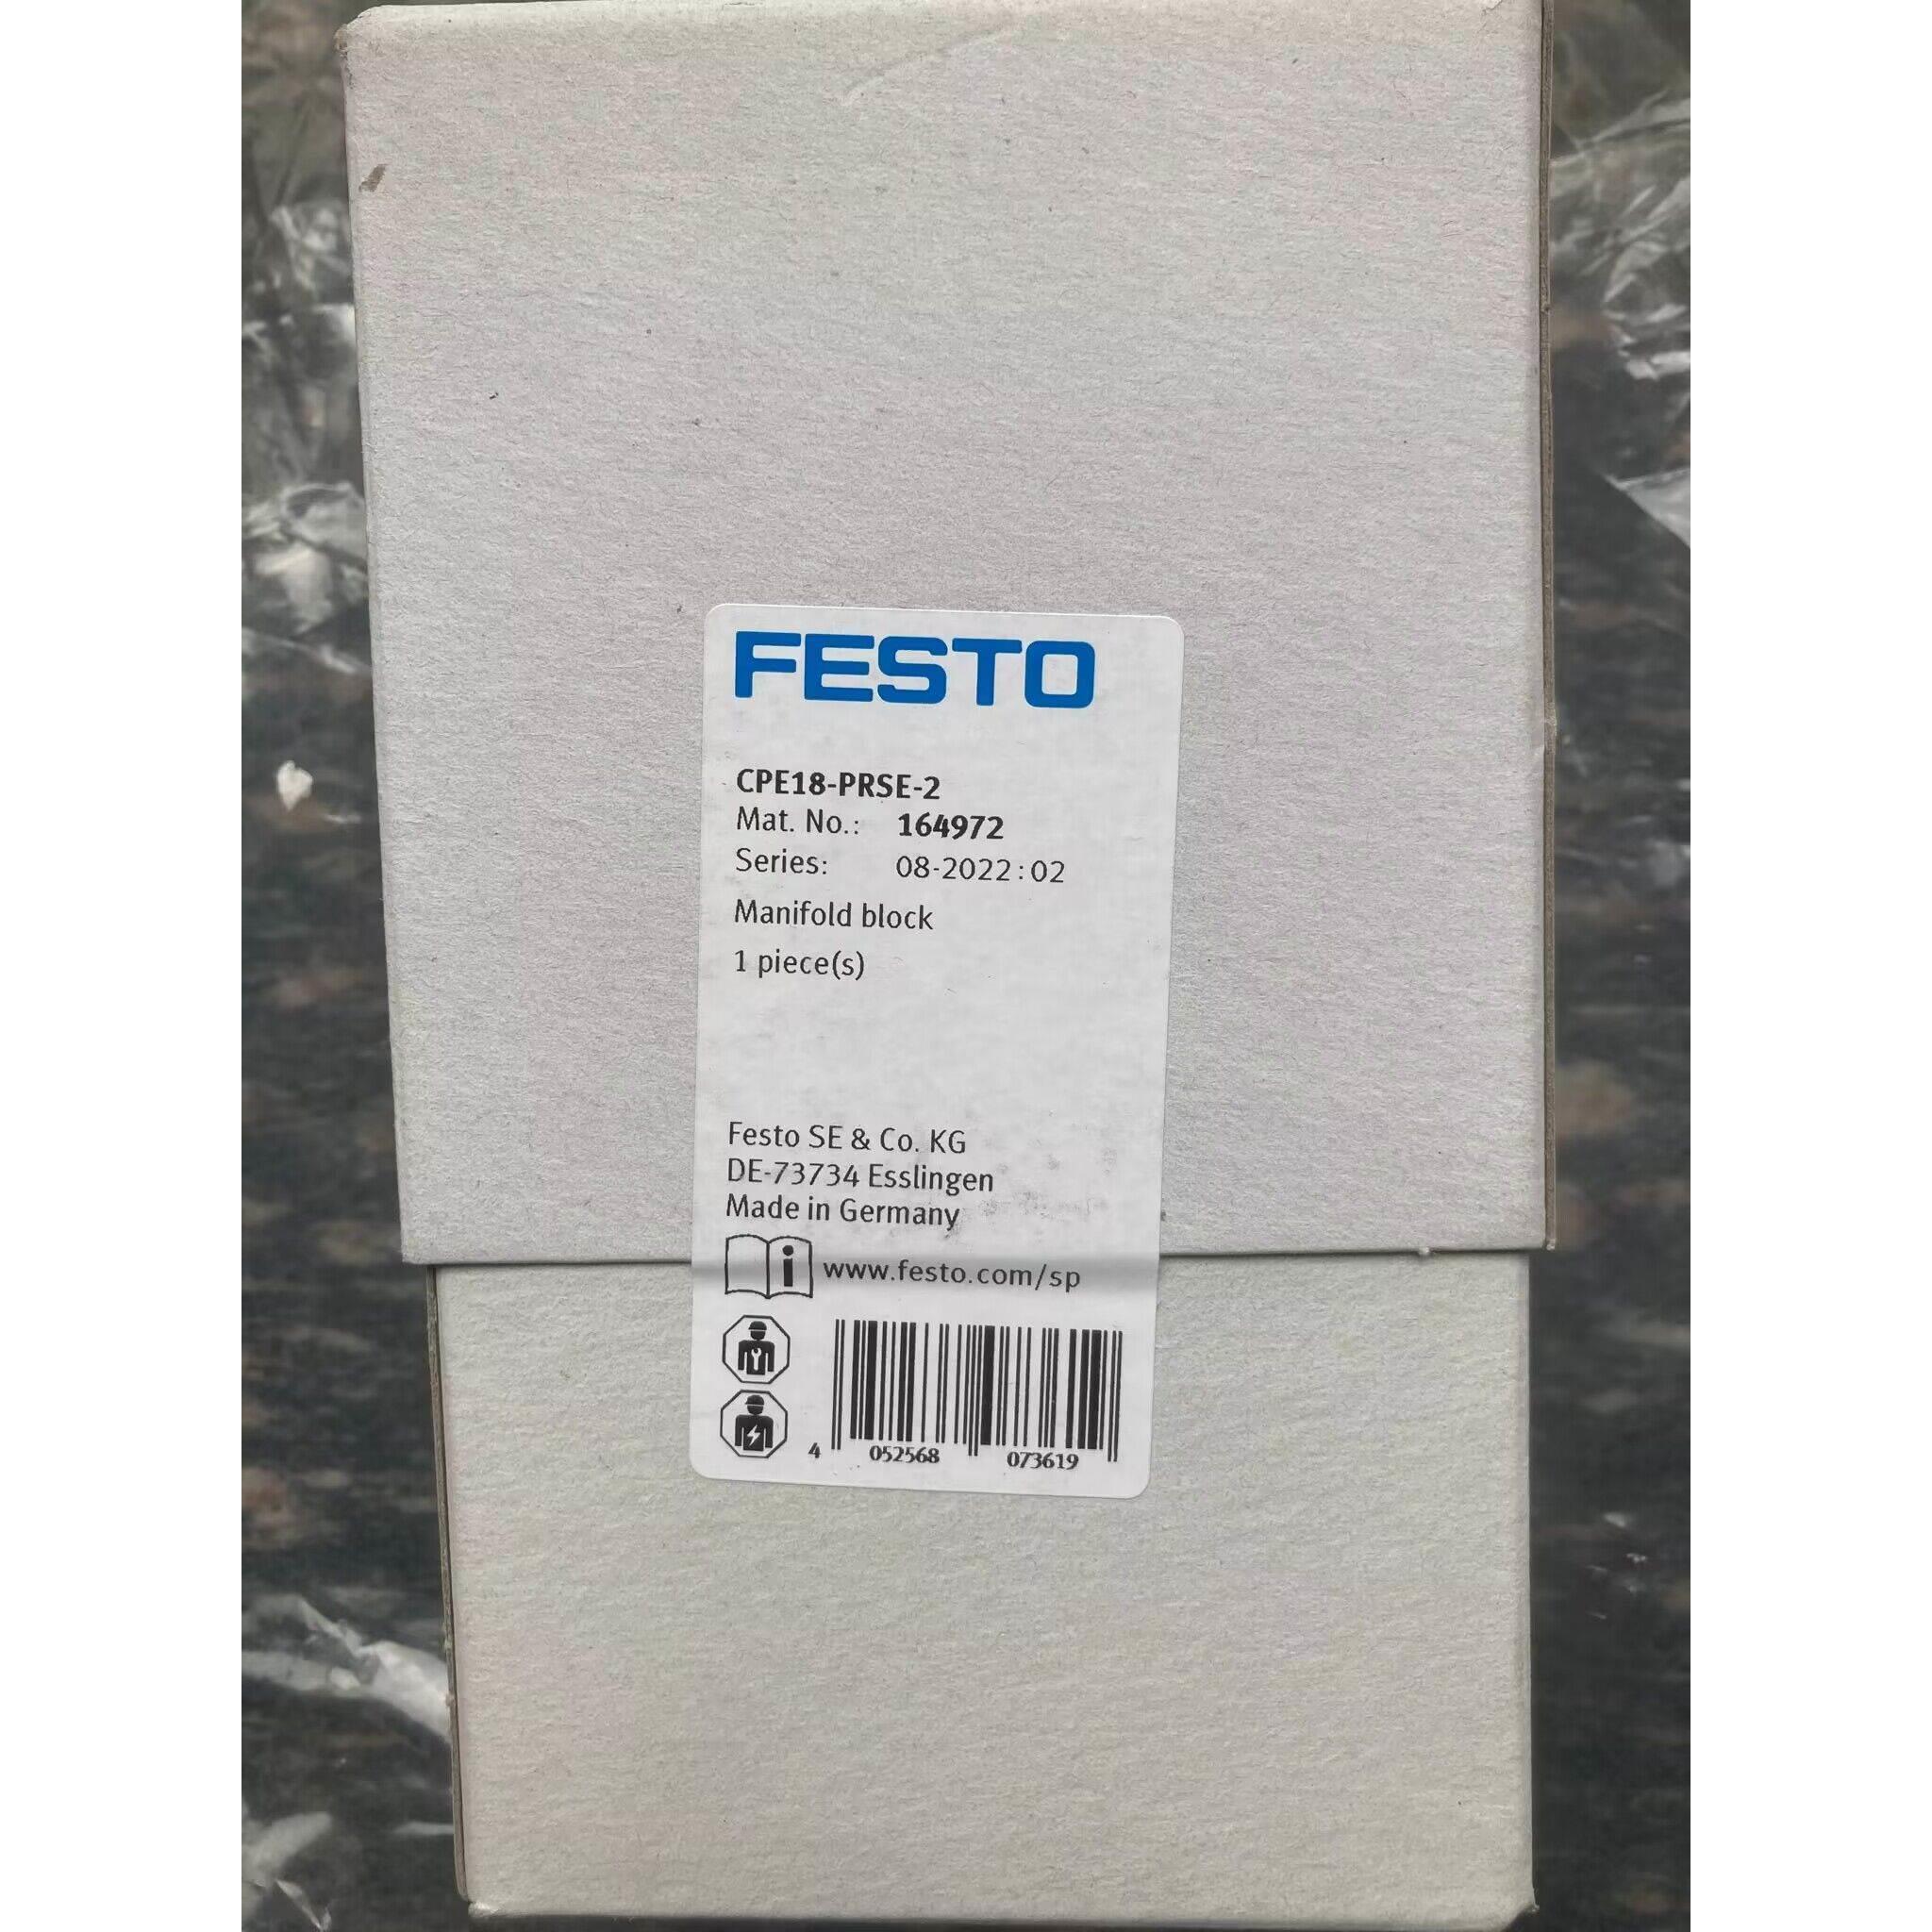 FESTO
CPE18-PRSE-2
Mat. No.: 164972
Series: 08-2022:02
Manifold block
1 piece(s)
Festo SE & Co. KG
DE-73734 Esslingen
Made in Germany
i www.festo.com/sp
4 052568 073619